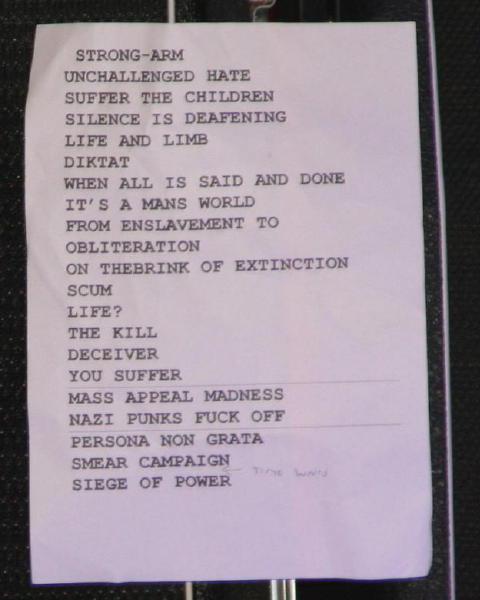 STRONG-ARM
UNCHALLENGED HATE
SUFFER THE CHILDREN
SILENCE IS DEAFENING
LIFE AND LIMB
DIKTAT
WHEN ALL IS SAID AND DONE
IT'S A MANS WORLD
FROM ENSLAVEMENT TO
OBLITERATION
ON THEBRINK OF EXTINCTION
SCUM
LIFE?
THE KILL
DECEIVER
YOU SUFFER
MASS APPEAL MADNESS
NAZI PUNKS FUCK OFF
PERSONA NON GRATA
SMEAR CAMPAIGN
SIEGE OF POWER